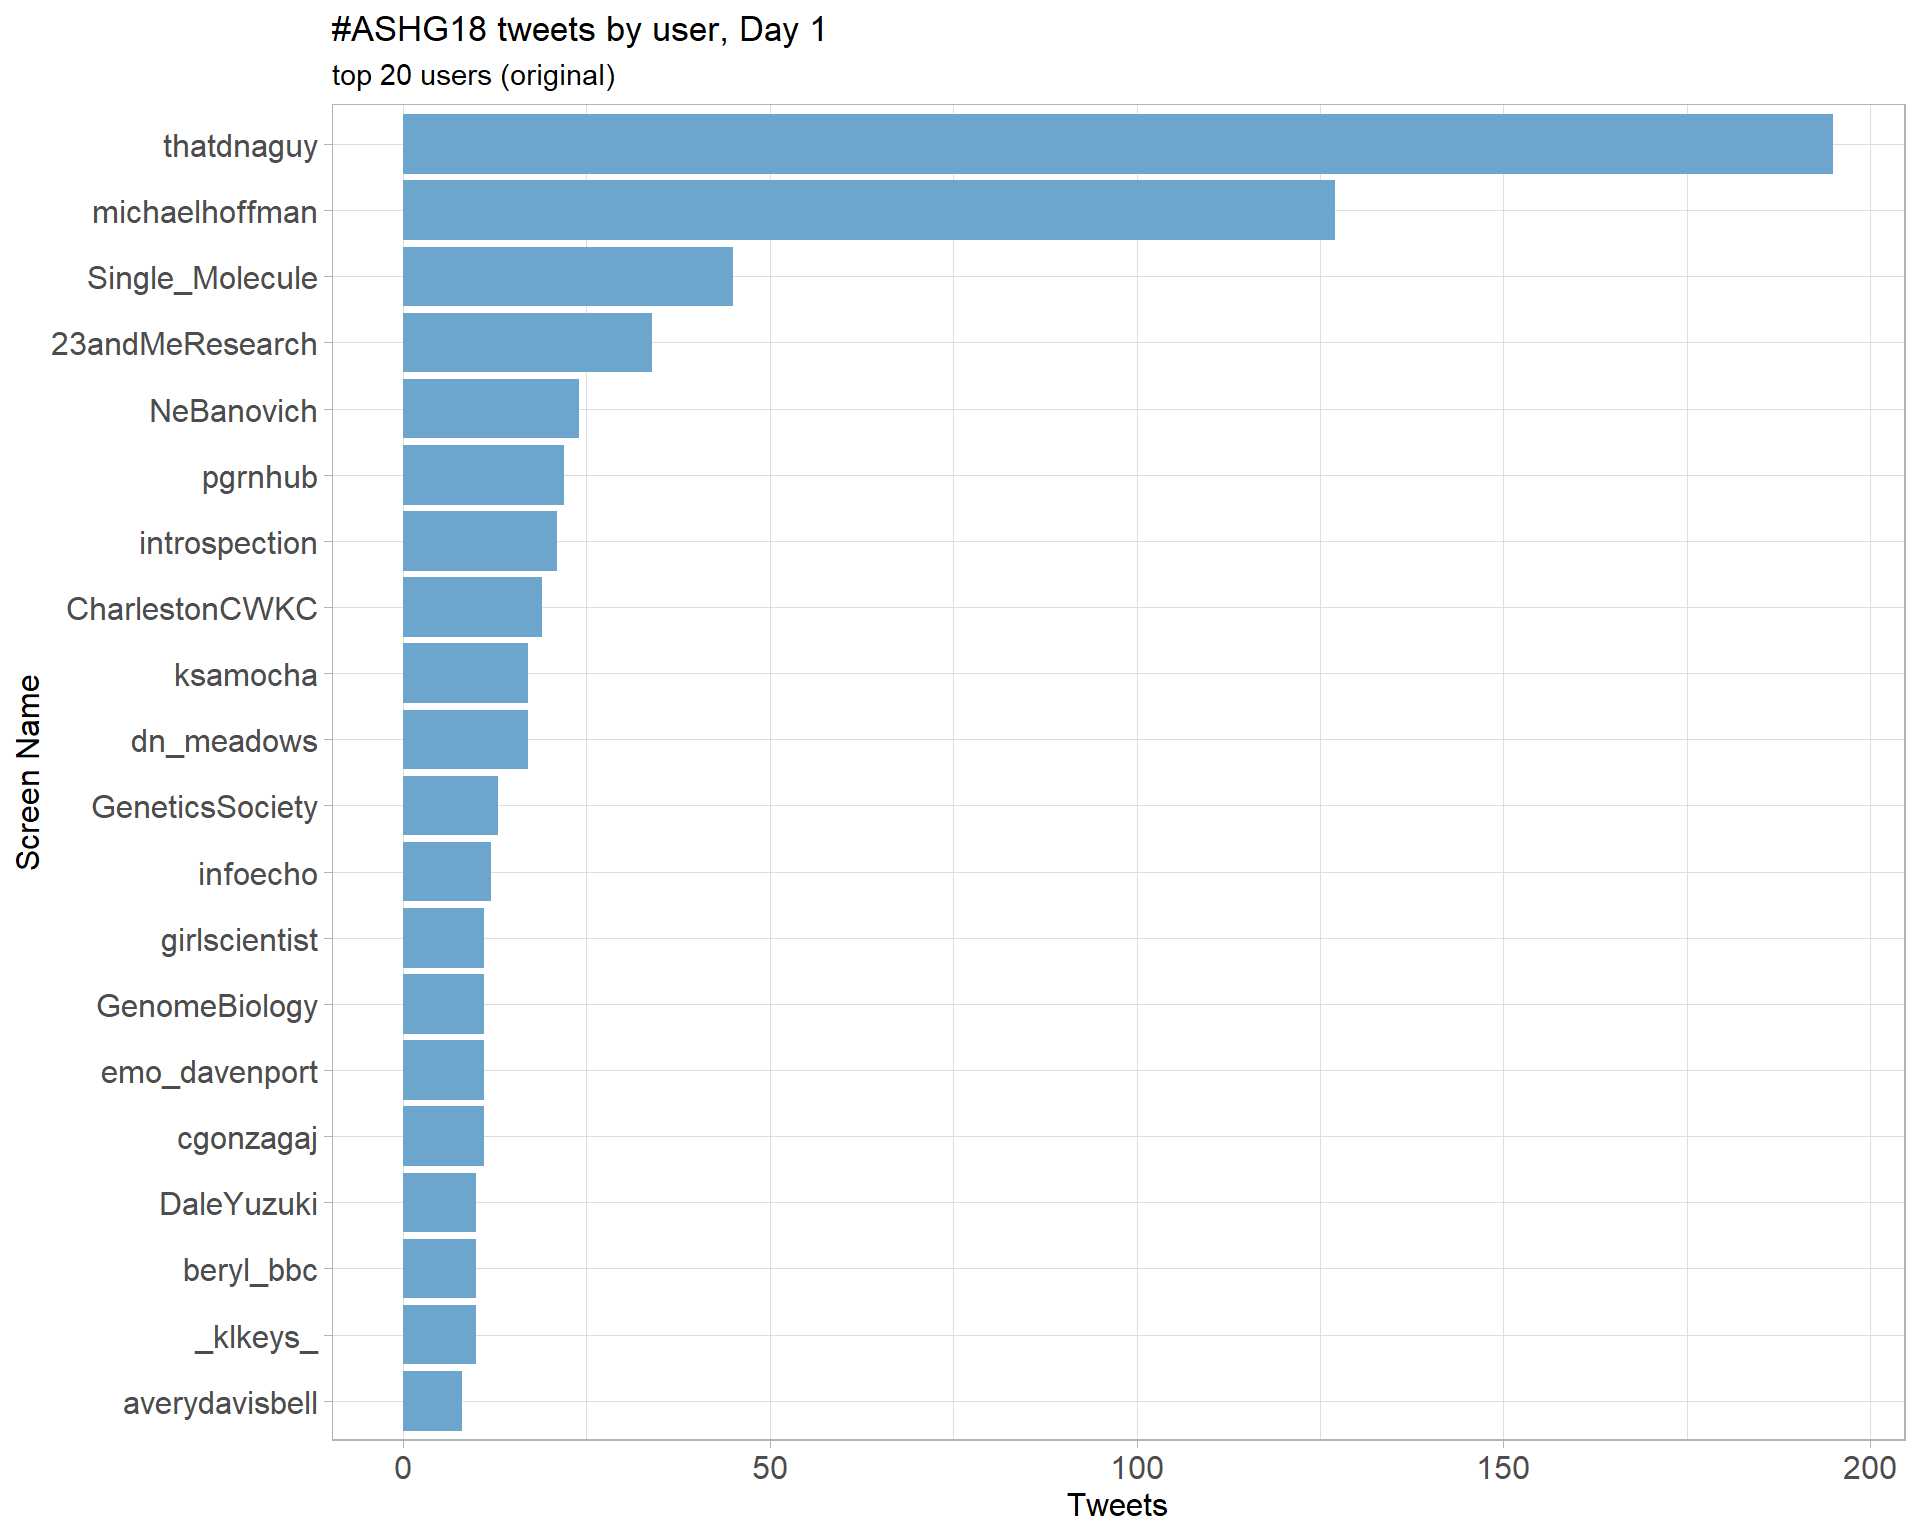 #ASHG18 tweets by user, Day 1
top 20 users (original)
thatdnaguy
michaelhoffman
Single_Molecule
23andMeResearch
NeBanovich
pgrnhub
introspection
CharlestonCWKC
ksamocha
dn_meadows
GeneticsSociety
infoecho
girlscientist
GenomeBiology
emo_davenport
cgonzagaj
DaleYuzuki
beryl_bbc
_klkeys_
averydavisbell
Screen Name
0 50 100 150 200
Tweets